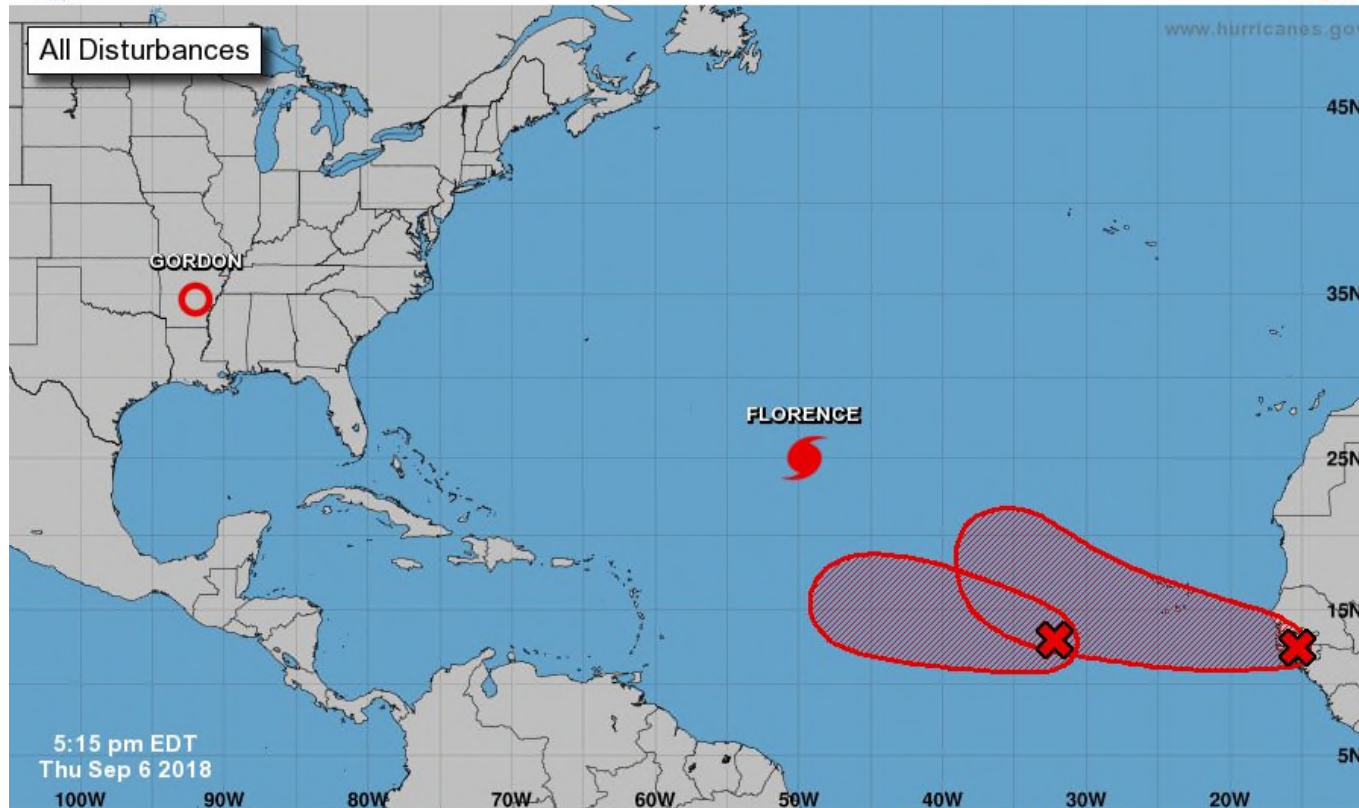 All Disturbances
www.hurricanes.gov
45N
GORDON
35N
FLORENCE
25N
15N
5:15 pm EDT
Thu Sep 6 2018
5N
100W 90W 80W 70W 60W 50W 40W 30W 20W